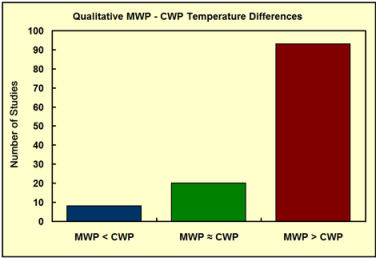 Qualitative MWP - CWP Temperature Differences
Number of Studies
100
90
80
70
60
50
40
30
20
10
0
MWP < CWP
MWP ≈ CWP
MWP > CWP